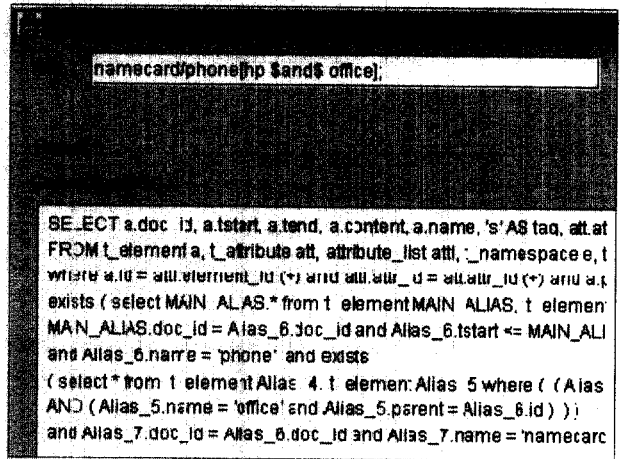 namecard/phone[hp $and$ office];
SELECT a.doc_id, a.tstart, a.tend, a.content, a.name, 's' AS tag, att.at
FROM t_element a, t_attribute att, attribute_list attl, t_namespace e, t
where a.id = attl.element_id (+) and attl.attr_id = att.attr_id (+) and a.p
exists ( select MAIN_ALIAS.* from t_element MAIN_ALIAS, t_elemen
MAIN_ALIAS.doc_id = Alias_6.doc_id and Alias_6.tstart <= MAIN_ALI
and Alias_6.name = 'phone' and exists
( select * from t_element Alias_4, t_element Alias_5 where ( ( Alias
AND ( Alias_5.name = 'office' and Alias_5.parent = Alias_6.id ) ) )
and Alias_7.doc_id = Alias_6.doc_id and Alias_7.name = 'namecarc